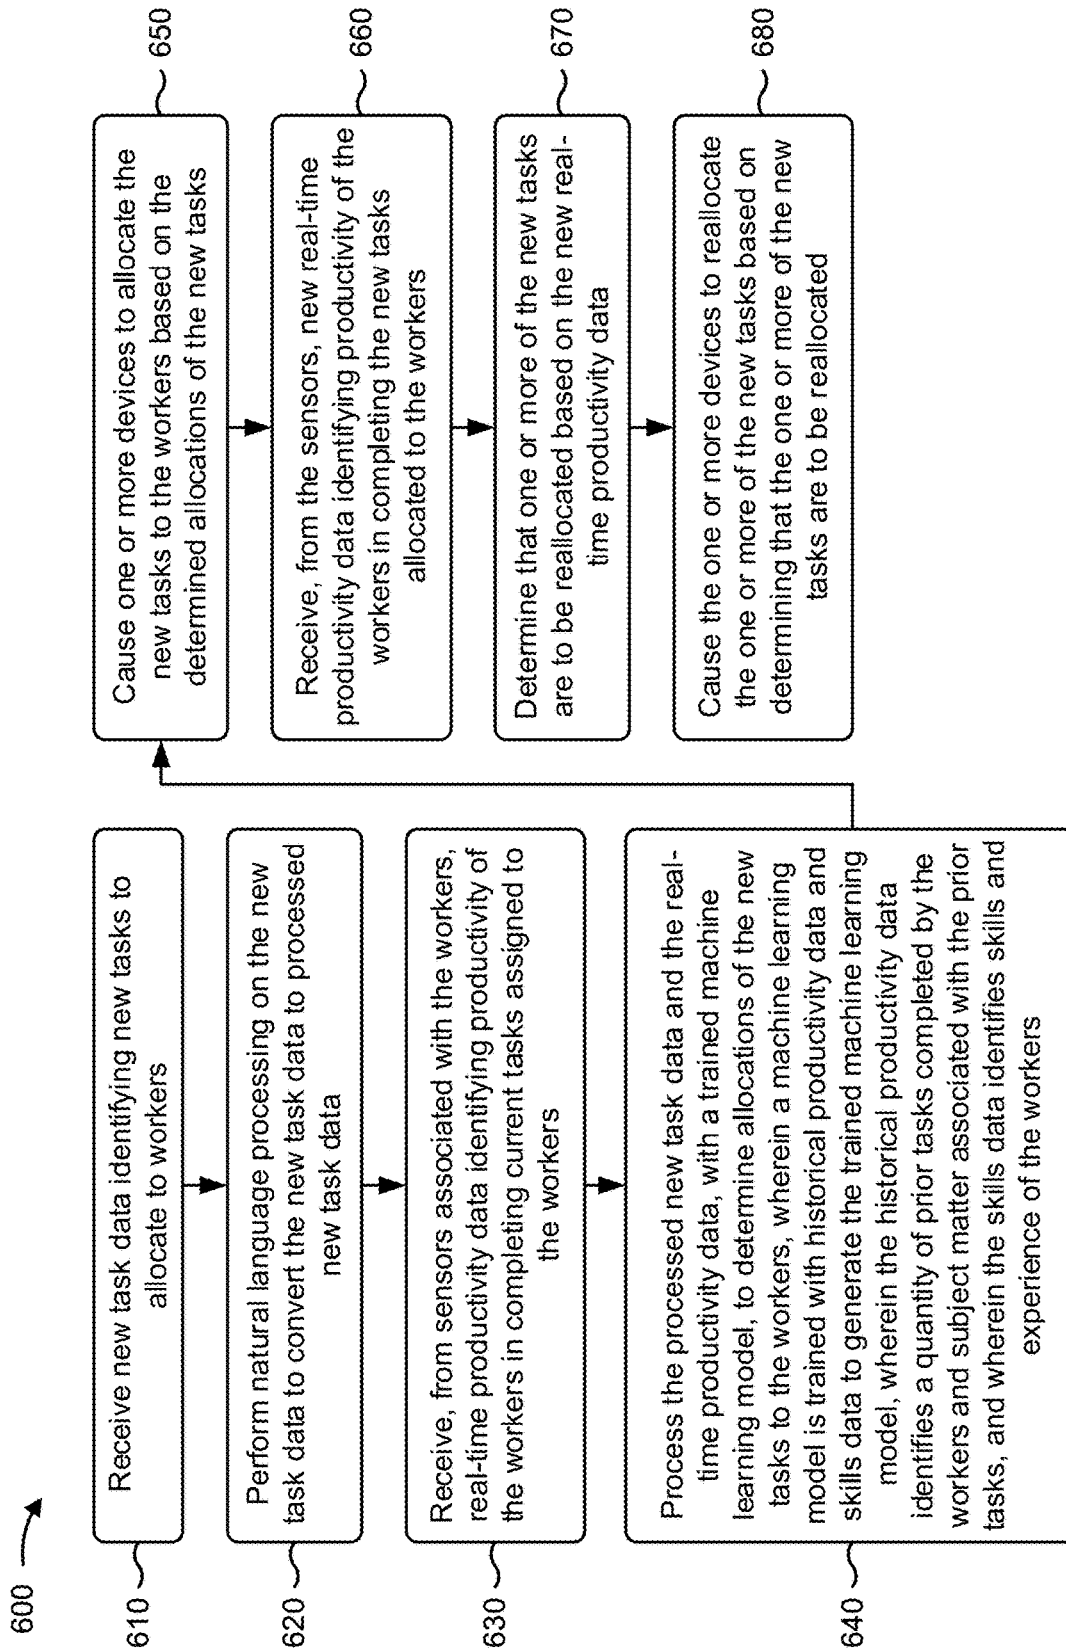 600
610
Receive new task data identifying new tasks to
allocate to workers
620
Perform natural language processing on the new
task data to convert the new task data to processed
new task data
630
Receive, from sensors associated with the workers,
real-time productivity data identifying productivity of
the workers in completing current tasks assigned to
the workers
640
Process the processed new task data and the real-
time productivity data, with a trained machine
learning model, to determine allocations of the new
tasks to the workers, wherein a machine learning
model is trained with historical productivity data and
skills data to generate the trained machine learning
model, wherein the historical productivity data
identifies a quantity of prior tasks completed by the
workers and subject matter associated with the prior
tasks, and wherein the skills data identifies skills and
experience of the workers
650
Cause one or more devices to allocate the
new tasks to the workers based on the
determined allocations of the new tasks
660
Receive, from the sensors, new real-time
productivity data identifying productivity of the
workers in completing the new tasks
allocated to the workers
670
Determine that one or more of the new tasks
are to be reallocated based on the new real-
time productivity data
680
Cause the one or more devices to reallocate
the one or more of the new tasks based on
determining that the one or more of the new
tasks are to be reallocated